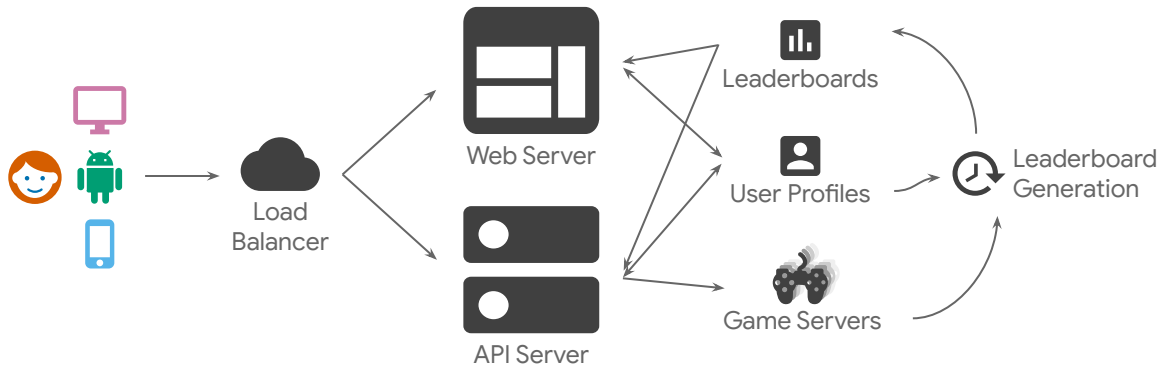 Load
Balancer
Web Server
API Server
Leaderboards
User Profiles
Game Servers
Leaderboard
Generation